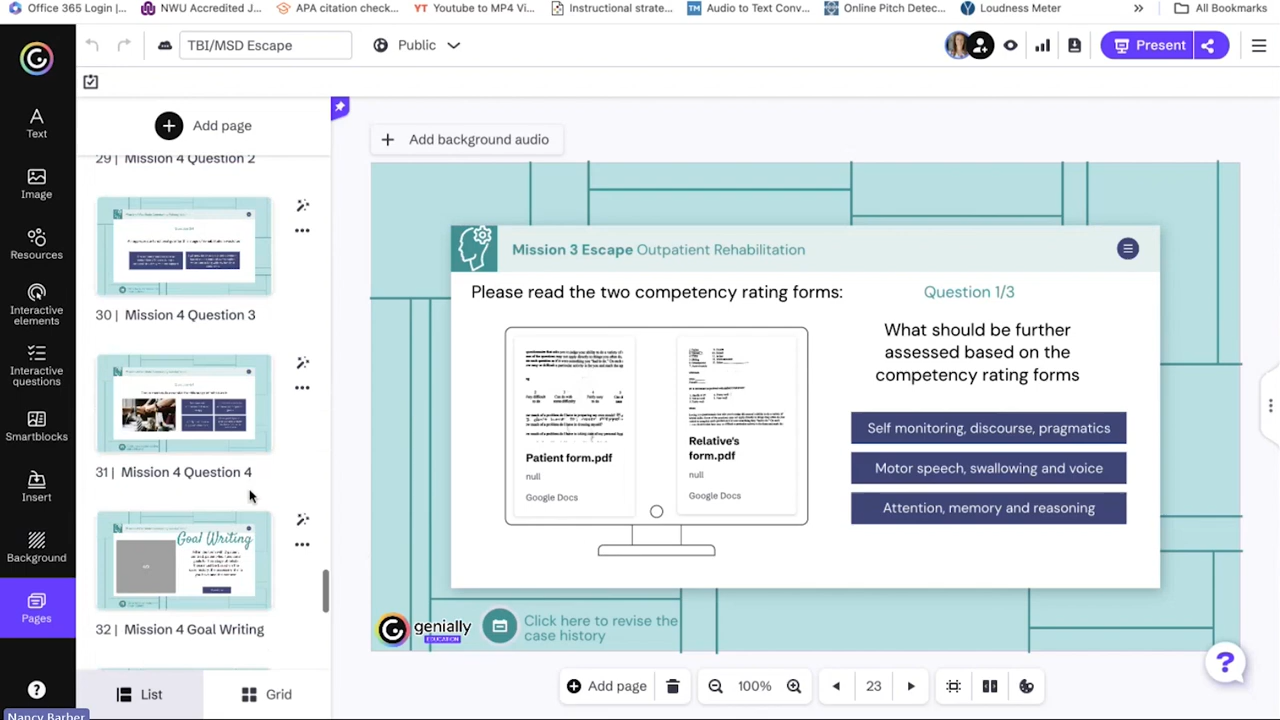 Office 365 Login |
NWU Accredited J...
APA citation check...
YT Youtube to MP4 Vi...
Instructional strate...
TM Audio to Text Conv...
Online Pitch Detec...
Loudness Meter
»
All Bookmarks
TBI/MSD Escape
Public
Present
Text
Image
Resources
Interactive
elements
Interactive
questions
Smartblocks
Insert
Background
Pages
Nancy Barber
Add page
29 | Mission 4 Question 2
30 | Mission 4 Question 3
31 | Mission 4 Question 4
Goal Writing
32 | Mission 4 Goal Writing
List
Grid
Add background audio
Mission 3 Escape Outpatient Rehabilitation
Please read the two competency rating forms:
Question 1/3
What should be further
assessed based on the
competency rating forms
Patient form.pdf
null
Google Docs
Relative's
form.pdf
null
Google Docs
Self monitoring, discourse, pragmatics
Motor speech, swallowing and voice
Attention, memory and reasoning
genially
EDUCATION
Click here to revise the
case history
Add page
100%
23
?